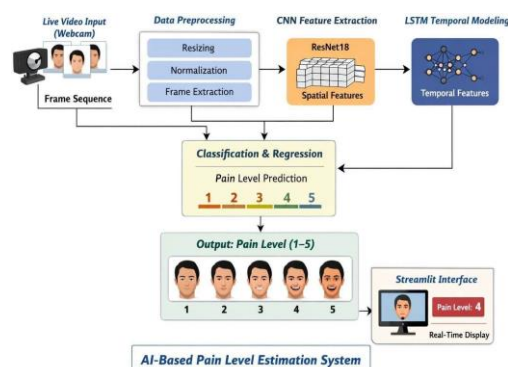 Live Video Input
(Webcam)
Frame Sequence
Data Preprocessing
Resizing
Normalization
Frame Extraction
CNN Feature Extraction
ResNet18
Spatial Features
LSTM Temporal Modeling
Temporal Features
Classification & Regression
Pain Level Prediction
1 2 3 4 5
Output: Pain Level (1–5)
1 2 3 4 5
Streamlit Interface
Pain Level: 4
Real-Time Display
AI-Based Pain Level Estimation System